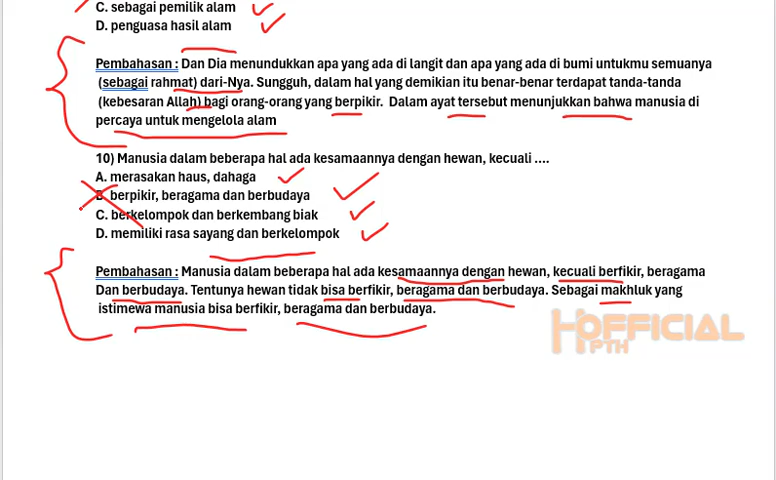 C. sebagai pemilik alam
D. penguasa hasil alam
Pembahasan : Dan Dia menundukkan apa yang ada di langit dan apa yang ada di bumi untukmu semuanya
(sebagai rahmat) dari-Nya. Sungguh, dalam hal yang demikian itu benar-benar terdapat tanda-tanda
(kebesaran Allah) bagi orang-orang yang berpikir. Dalam ayat tersebut menunjukkan bahwa manusia di
percaya untuk mengelola alam
10) Manusia dalam beberapa hal ada kesamaannya dengan hewan, kecuali ....
A. merasakan haus, dahaga
B. berpikir, beragama dan berbudaya
C. berkelompok dan berkembang biak
D. memiliki rasa sayang dan berkelompok
Pembahasan : Manusia dalam beberapa hal ada kesamaannya dengan hewan, kecuali berfikir, beragama
Dan berbudaya. Tentunya hewan tidak bisa berfikir, beragama dan berbudaya. Sebagai makhluk yang
istimewa manusia bisa berfikir, beragama dan berbudaya.
HOFFICIAL
PTH